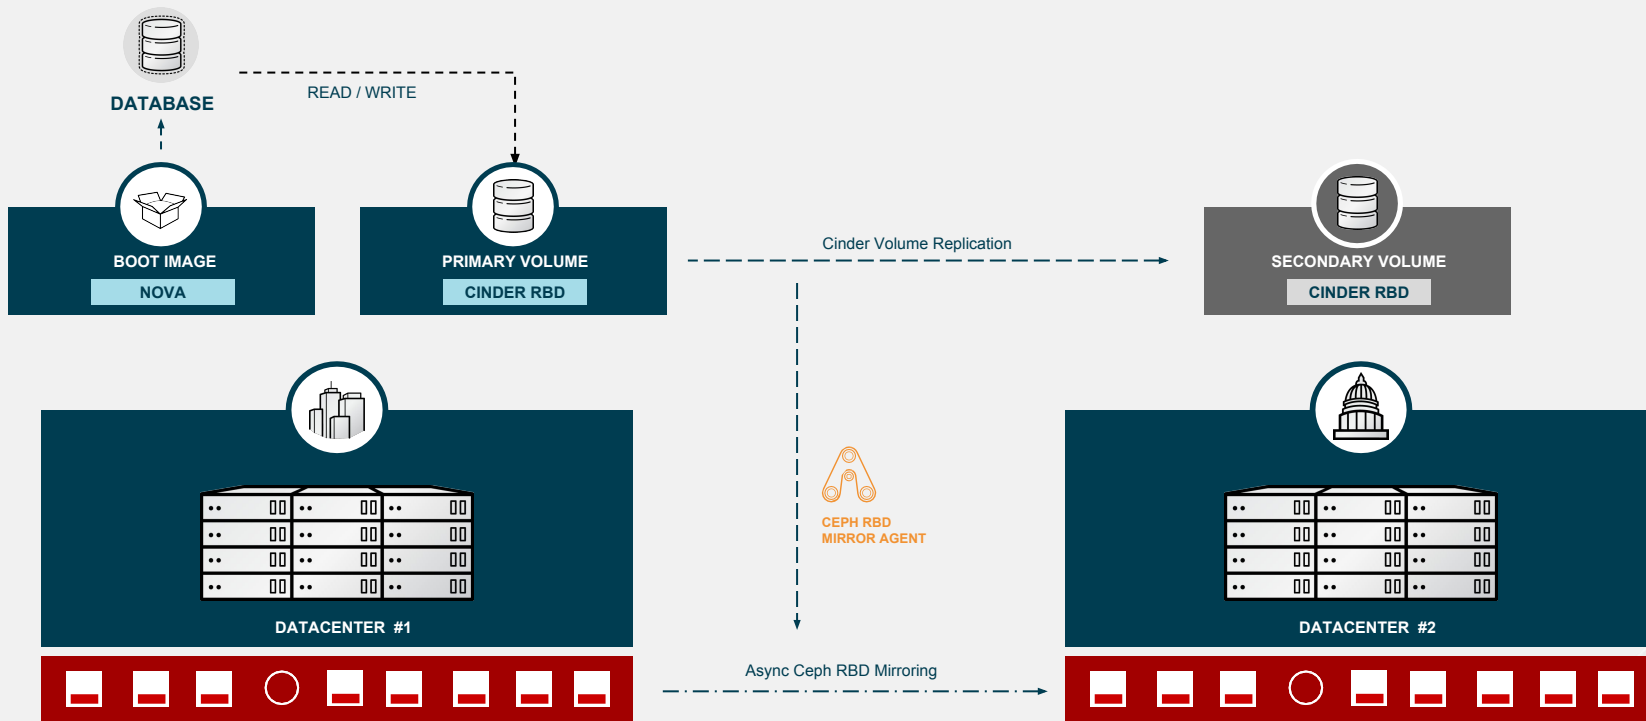 DATABASE
READ / WRITE
BOOT IMAGE
NOVA
PRIMARY VOLUME
CINDER RBD
Cinder Volume Replication
SECONDARY VOLUME
CINDER RBD
CEPH RBD
MIRROR AGENT
DATACENTER #1
DATACENTER #2
Async Ceph RBD Mirroring